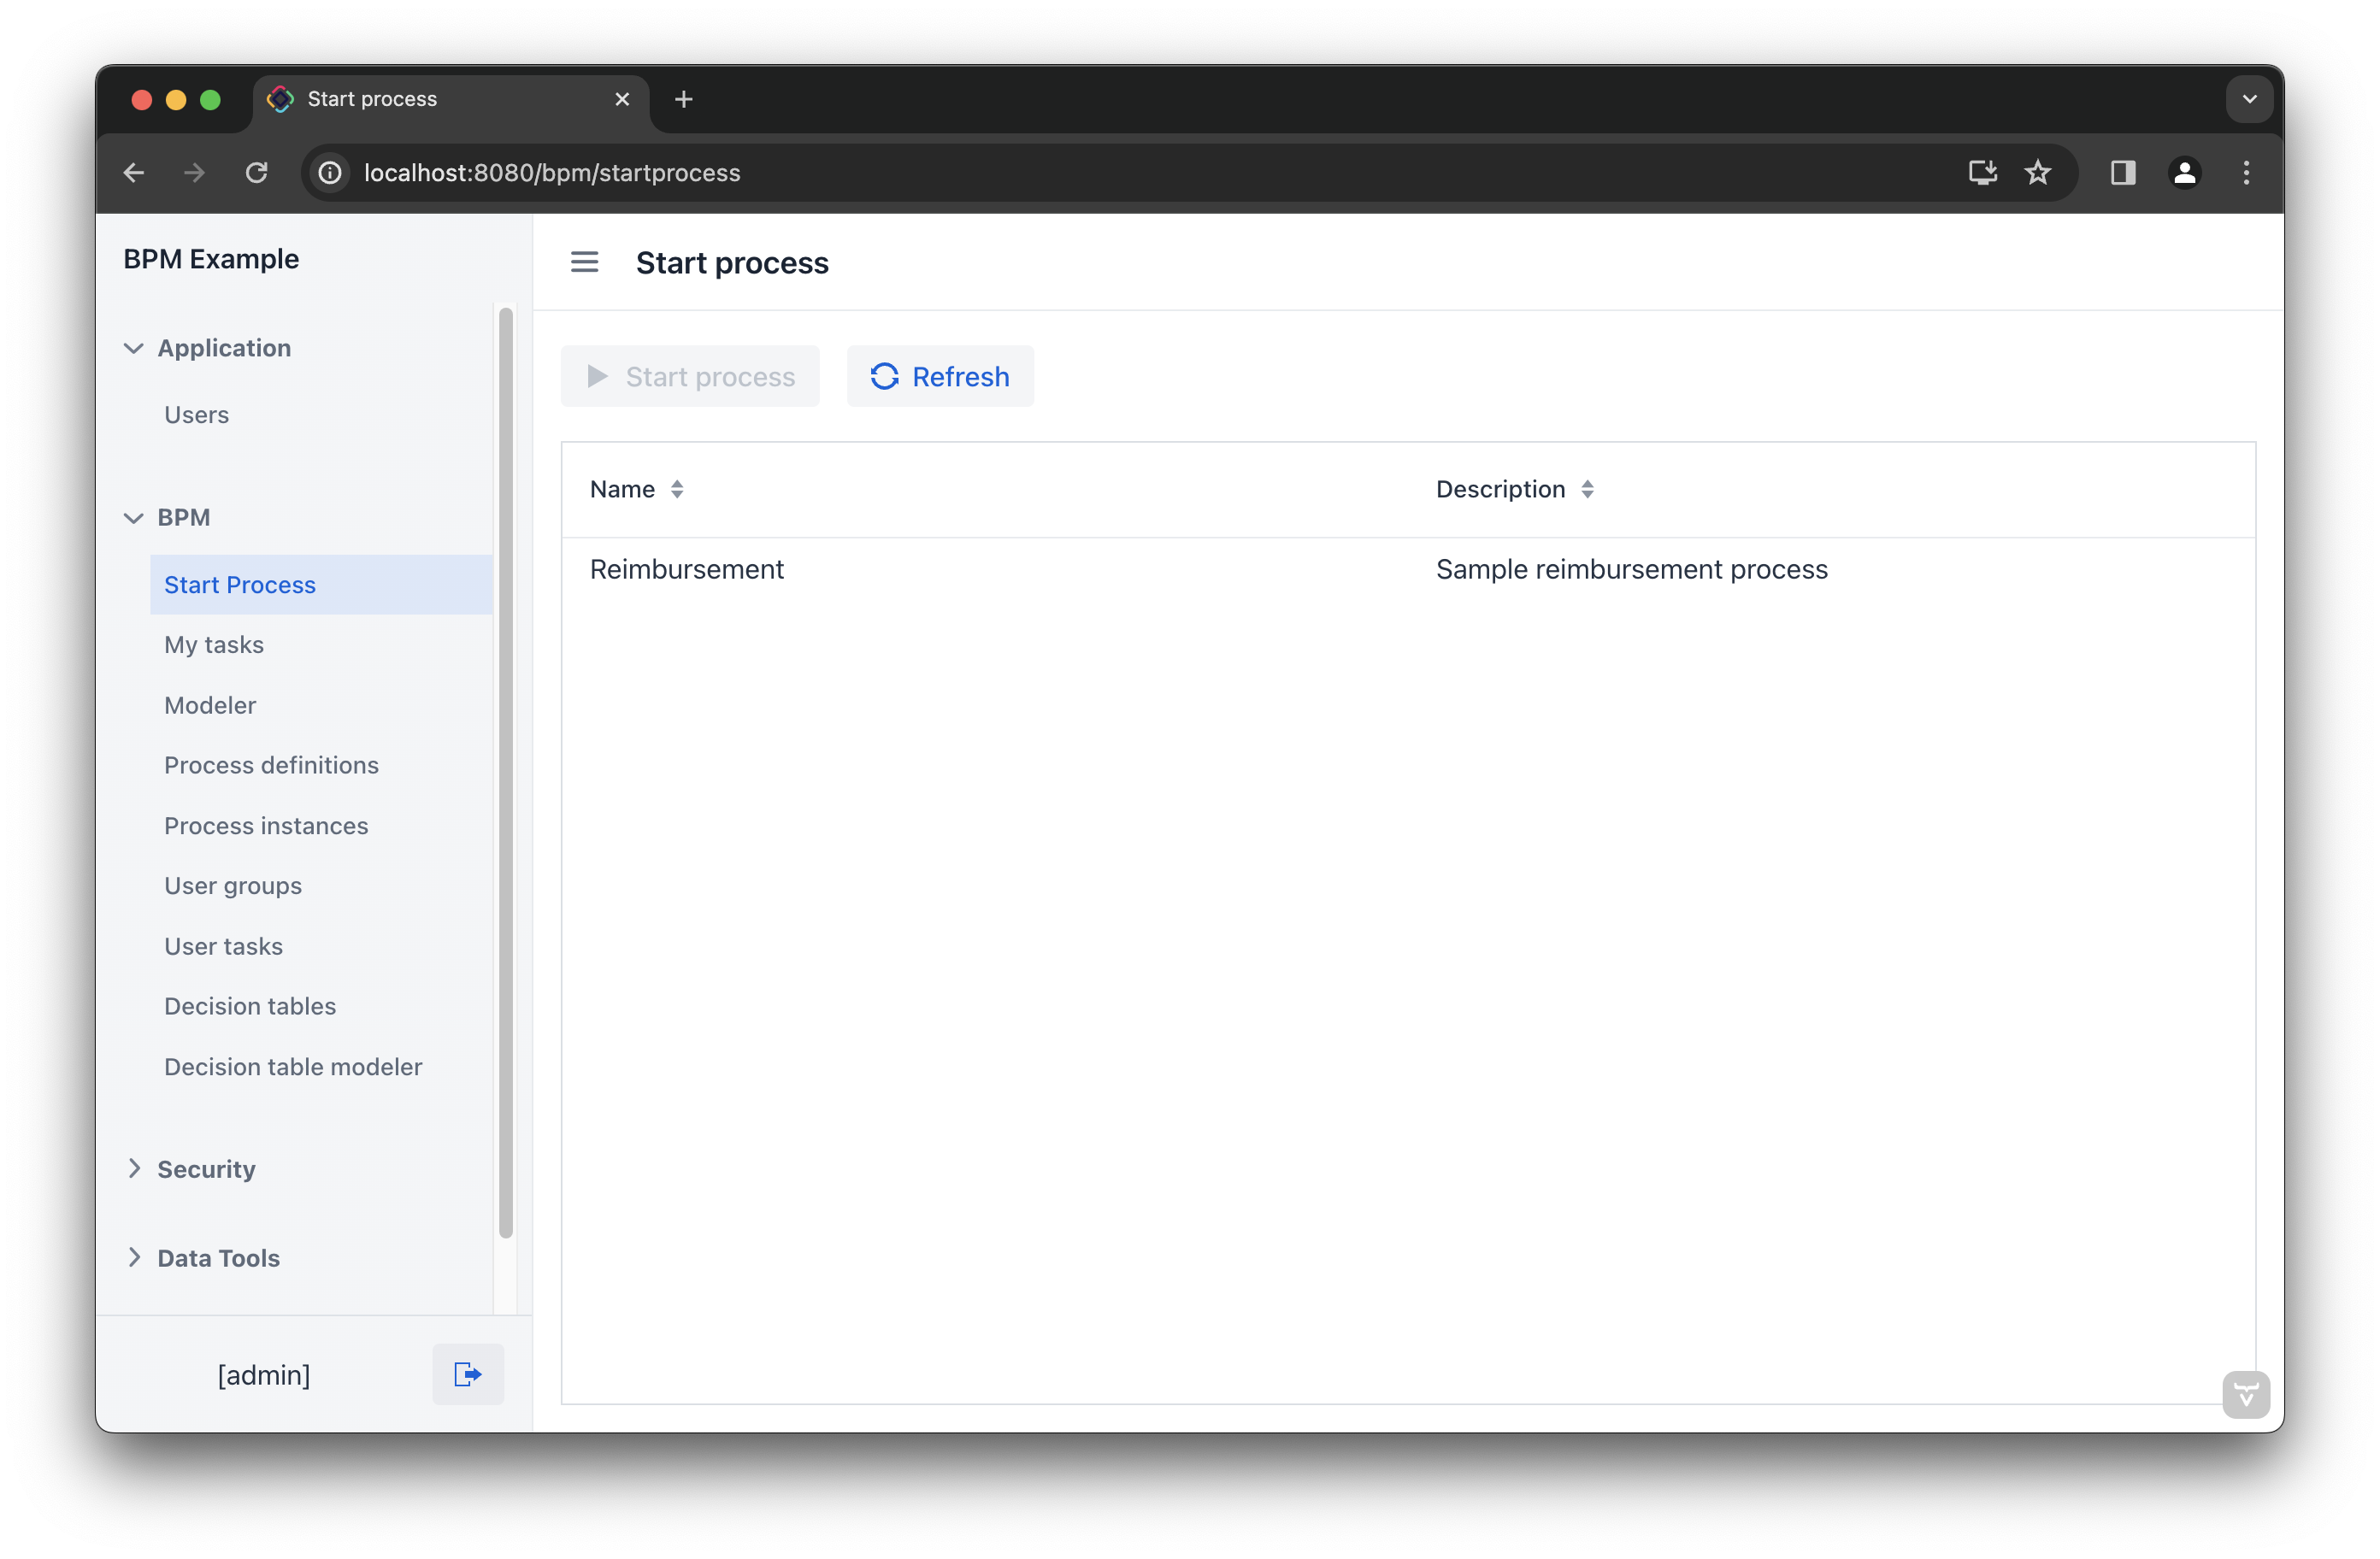 Start process
localhost:8080/bpm/startprocess
BPM Example
Application
Users
BPM
Start Process
My tasks
Modeler
Process definitions
Process instances
User groups
User tasks
Decision tables
Decision table modeler
Security
Data Tools
[admin]
Start process
Start process Refresh
Name Description
Reimbursement Sample reimbursement process